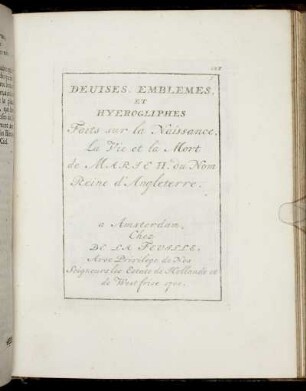 DEVISES, EMBLEMES,
ET
HYEROGLIPHES
Faits sur la Naissance,
La Vie et la Mort
de MARIE II. du Nom
Reine d'Angleterre.
a Amsterdam,
Chez
DE LA FEUILLE,
Avec Privilege de Nos
Seigneurs les Estats de Hollande et
de West frise